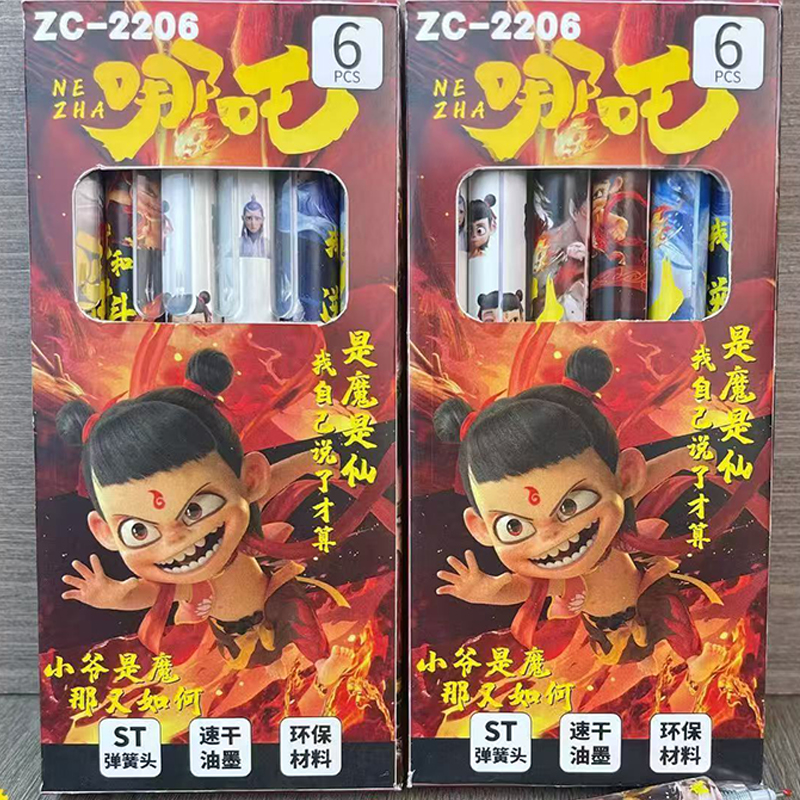 ZC-2206
6
PCS
NE
ZHA
哪吒
和斗
我
是魔是仙
我自己说了才算
小爷是魔
那又如何
ST
弹簧头
速干
油墨
环保
材料
ZC-2206
6
PCS
NE
ZHA
哪吒
我
是魔是仙
我自己说了才算
小爷是魔
那又如何
ST
弹簧头
速干
油墨
环保
材料